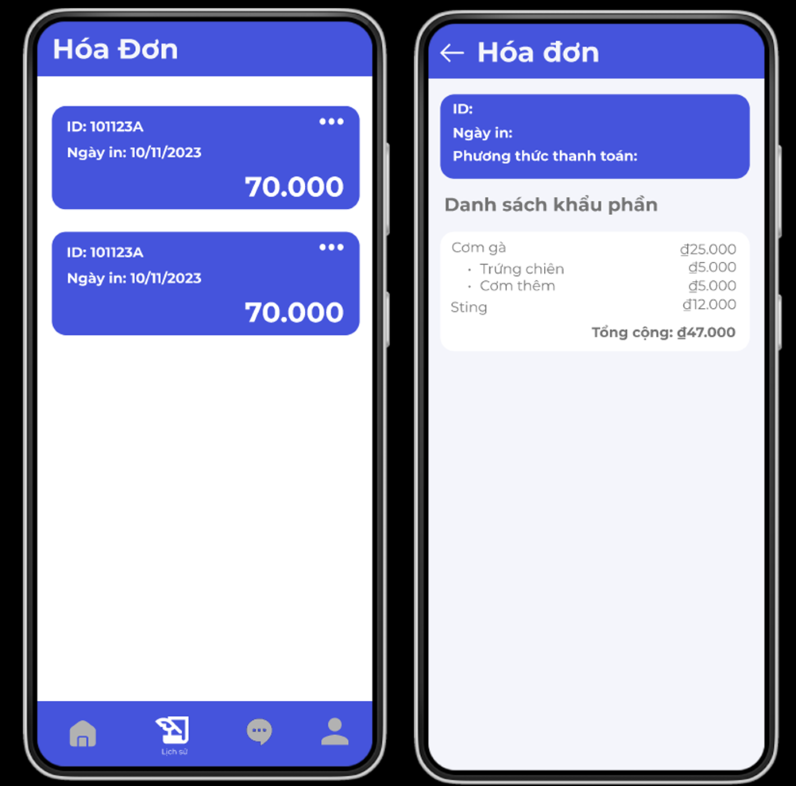 Hóa Đơn
ID: 101123A
Ngày in: 10/11/2023
70.000
ID: 101123A
Ngày in: 10/11/2023
70.000
Lịch sử
Hóa đơn
ID:
Ngày in:
Phương thức thanh toán:
Danh sách khẩu phần
Cơm gà ₫25.000
• Trứng chiên ₫5.000
• Cơm thêm ₫5.000
Sting ₫12.000
Tổng cộng: ₫47.000